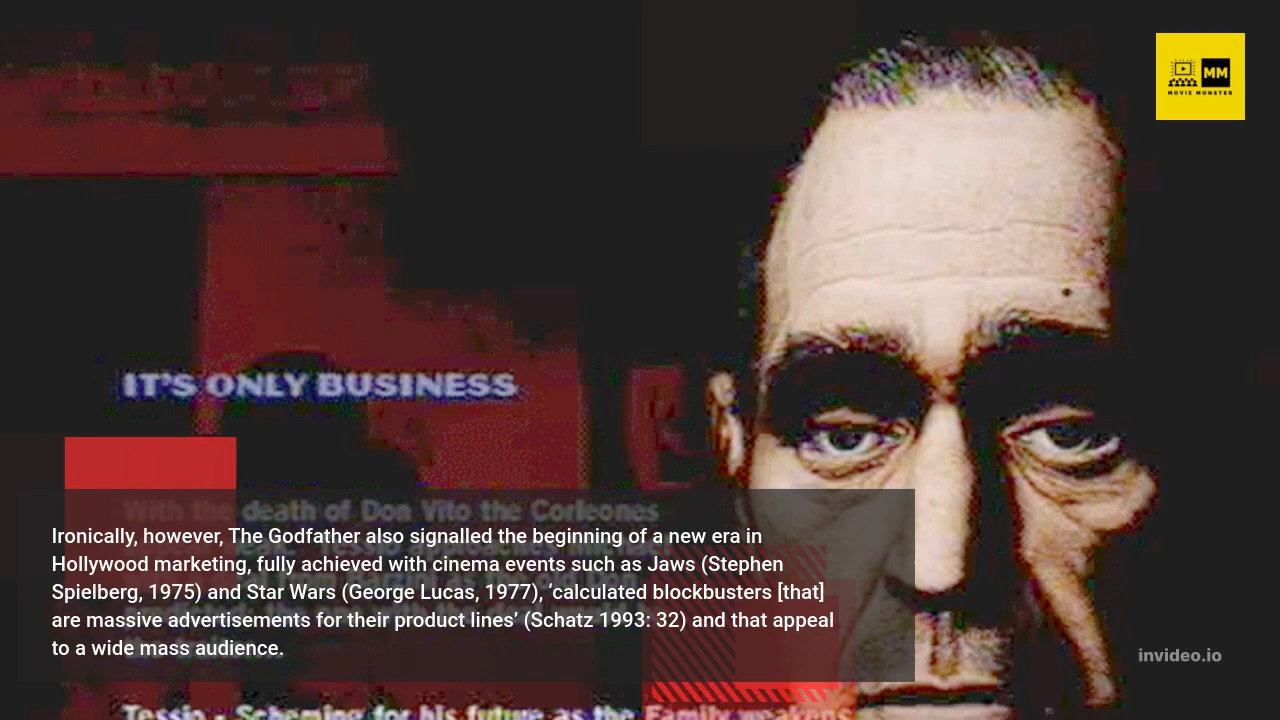 MM
MOVIE MONSTER
IT'S ONLY BUSINESS
With the death of Don Vito the Corleones
Ironically, however, The Godfather also signalled the beginning of a new era in
Hollywood marketing, fully achieved with cinema events such as Jaws (Stephen
Spielberg, 1975) and Star Wars (George Lucas, 1977), ‘calculated blockbusters [that]
are massive advertisements for their product lines’ (Schatz 1993: 32) and that appeal
to a wide mass audience.
invideo.io
Tessio - Scheming for his future as the Family weakens